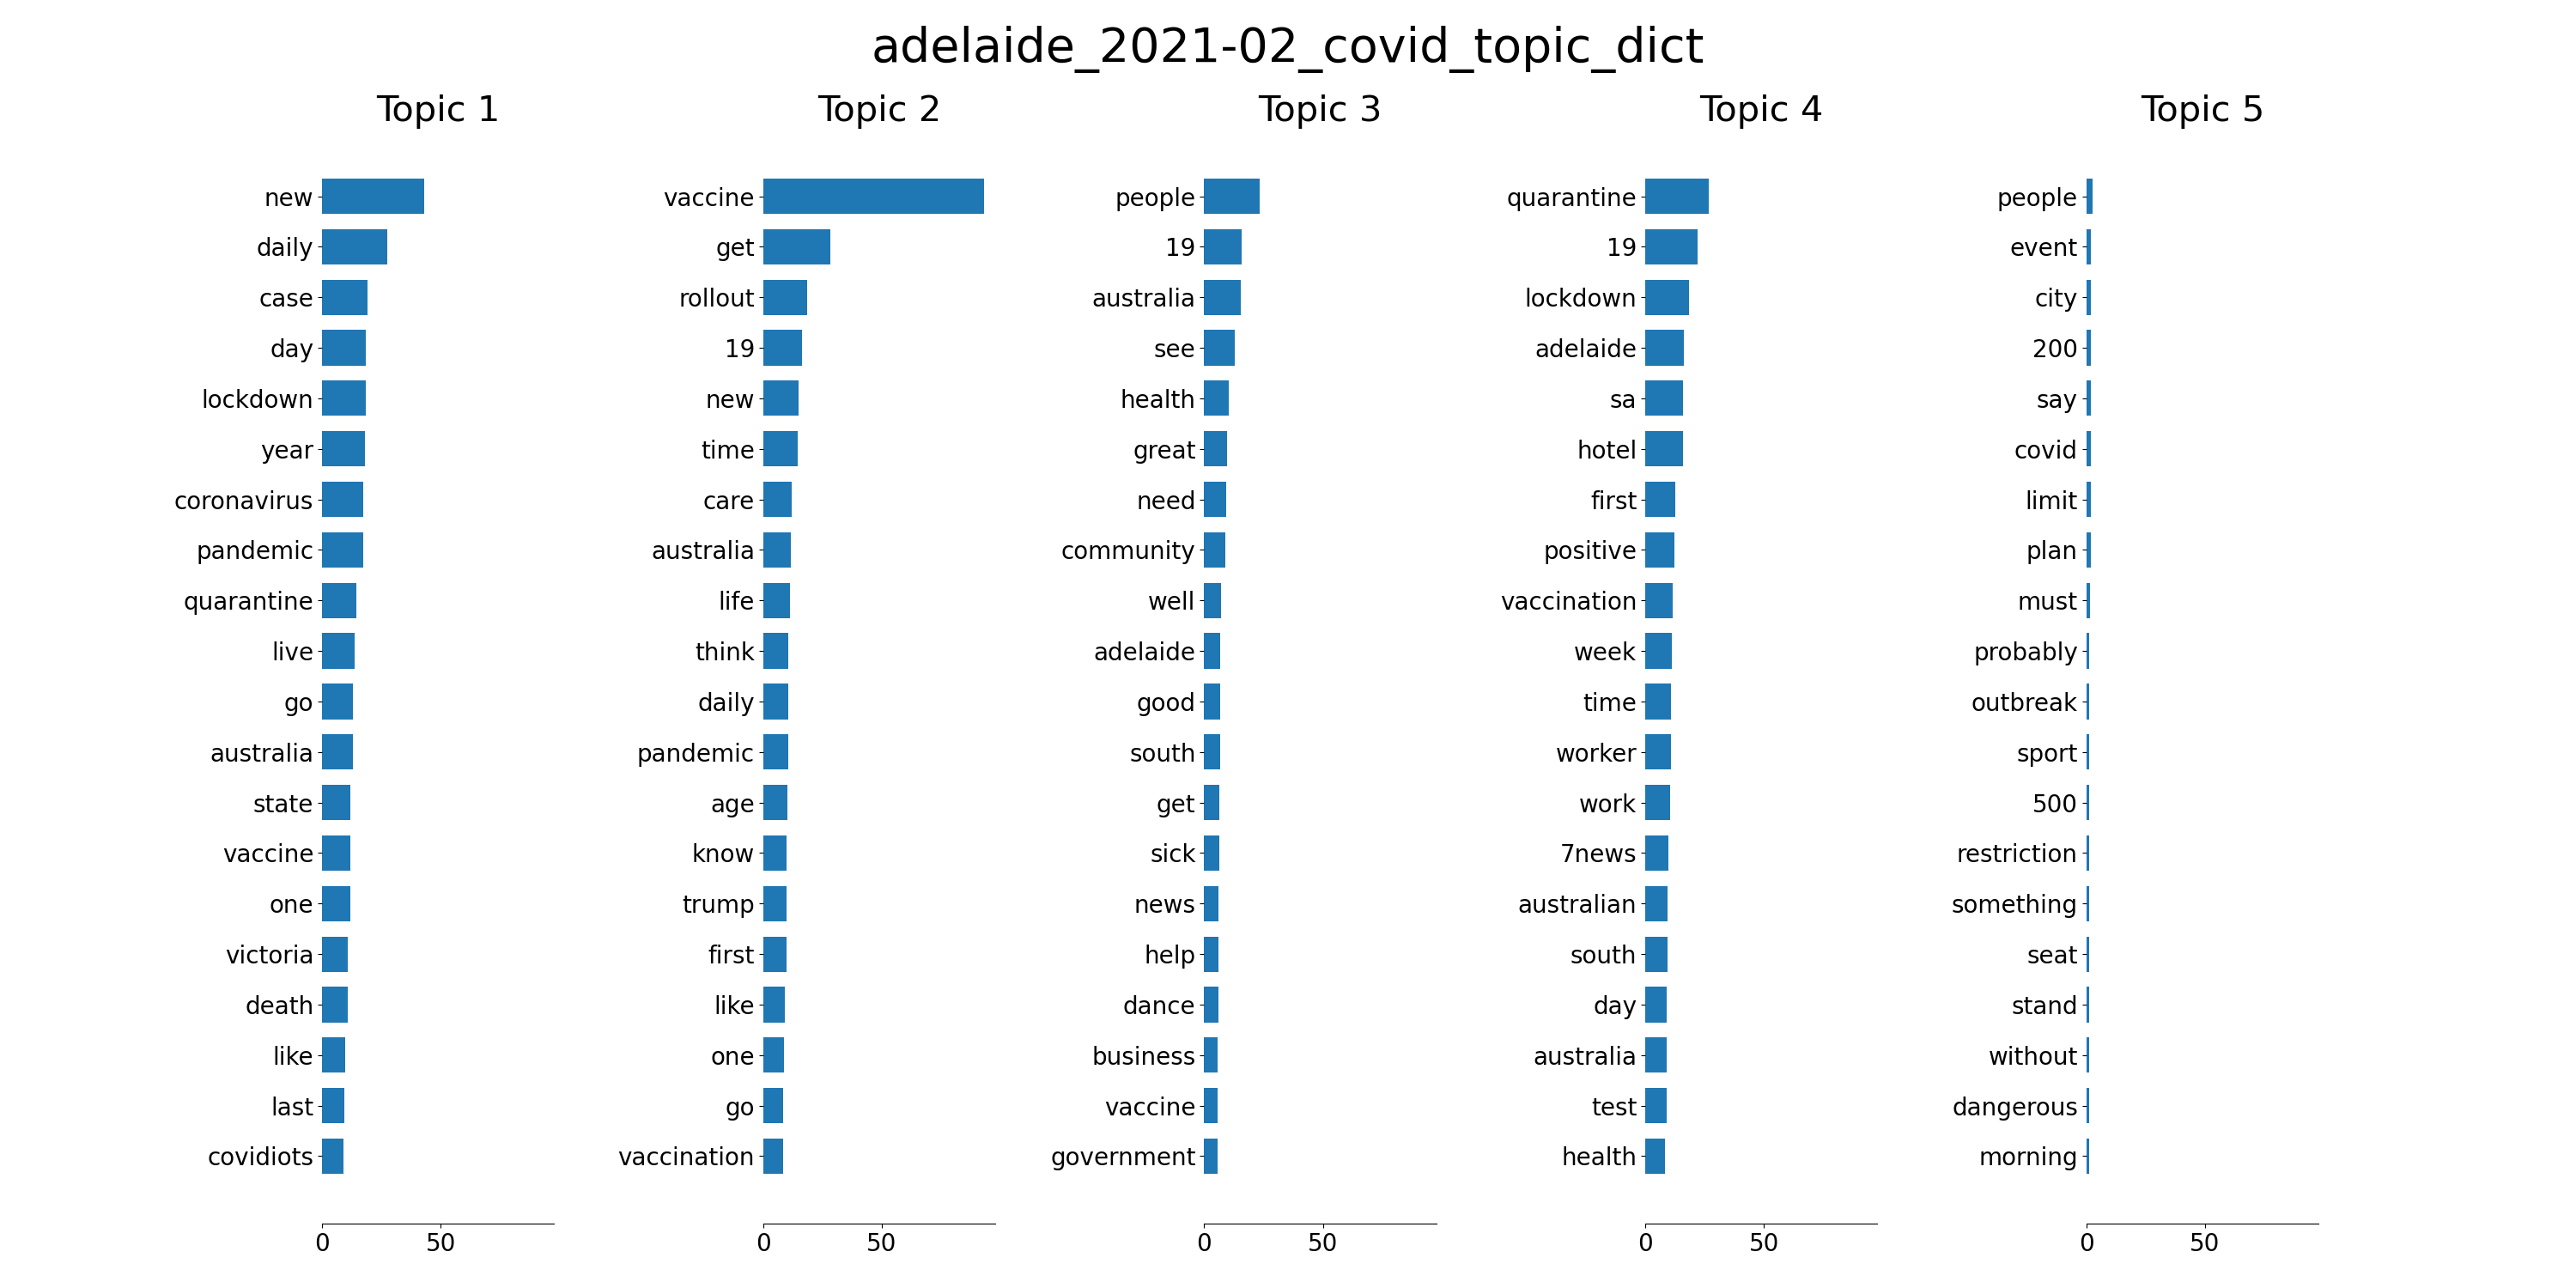 adelaide_2021-02_covid_topic_dict
Topic 1
new
daily
case
day
lockdown
year
coronavirus
pandemic
quarantine
live
go
australia
state
vaccine
one
victoria
death
like
last
covidiots
0 50
Topic 2
vaccine
get
rollout
19
new
time
care
australia
life
think
daily
pandemic
age
know
trump
first
like
one
go
vaccination
0 50
Topic 3
people
19
australia
see
health
great
need
community
well
adelaide
good
south
get
sick
news
help
dance
business
vaccine
government
0 50
Topic 4
quarantine
19
lockdown
adelaide
sa
hotel
first
positive
vaccination
week
time
worker
work
7news
australian
south
day
australia
test
health
0 50
Topic 5
people
event
city
200
say
covid
limit
plan
must
probably
outbreak
sport
500
restriction
something
seat
stand
without
dangerous
morning
0 50